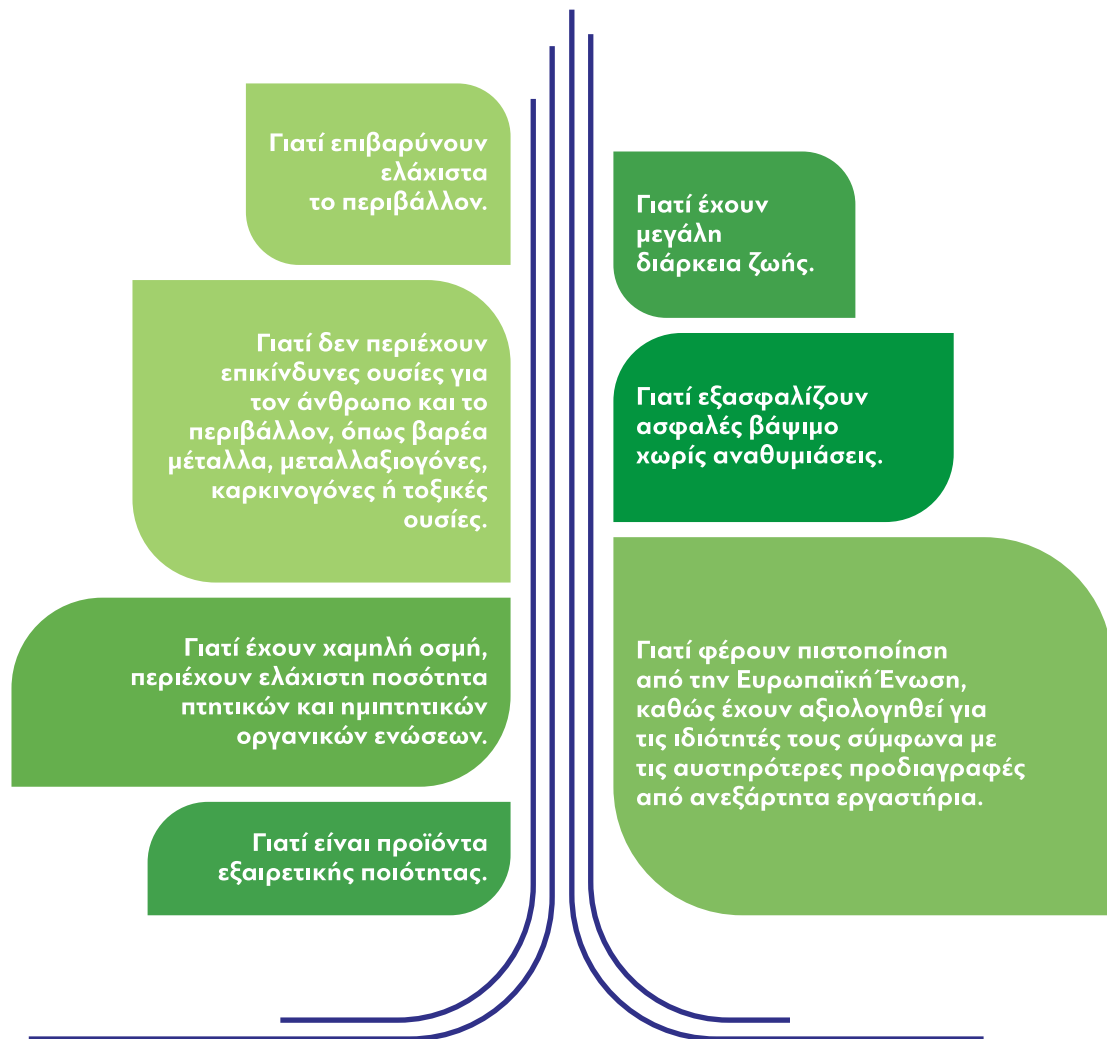 Γιατί επιβαρύνουν
ελάχιστα
το περιβάλλον.
Γιατί δεν περιέχουν
επικίνδυνες ουσίες για
τον άνθρωπο και το
περιβάλλον, όπως βαρέα
μέταλλα, μεταλλαξιογόνες,
καρκινογόνες ή τοξικές
ουσίες.
Γιατί έχουν χαμηλή οσμή,
περιέχουν ελάχιστη ποσότητα
πτητικών και ημιπτητικών
οργανικών ενώσεων.
Γιατί είναι προϊόντα
εξαιρετικής ποιότητας.
Γιατί έχουν
μεγάλη
διάρκεια ζωής.
Γιατί εξασφαλίζουν
ασφαλές βάψιμο
χωρίς αναθυμιάσεις.
Γιατί φέρουν πιστοποίηση
από την Ευρωπαϊκή Ένωση,
καθώς έχουν αξιολογηθεί για
τις ιδιότητές τους σύμφωνα με
τις αυστηρότερες προδιαγραφές
από ανεξάρτητα εργαστήρια.